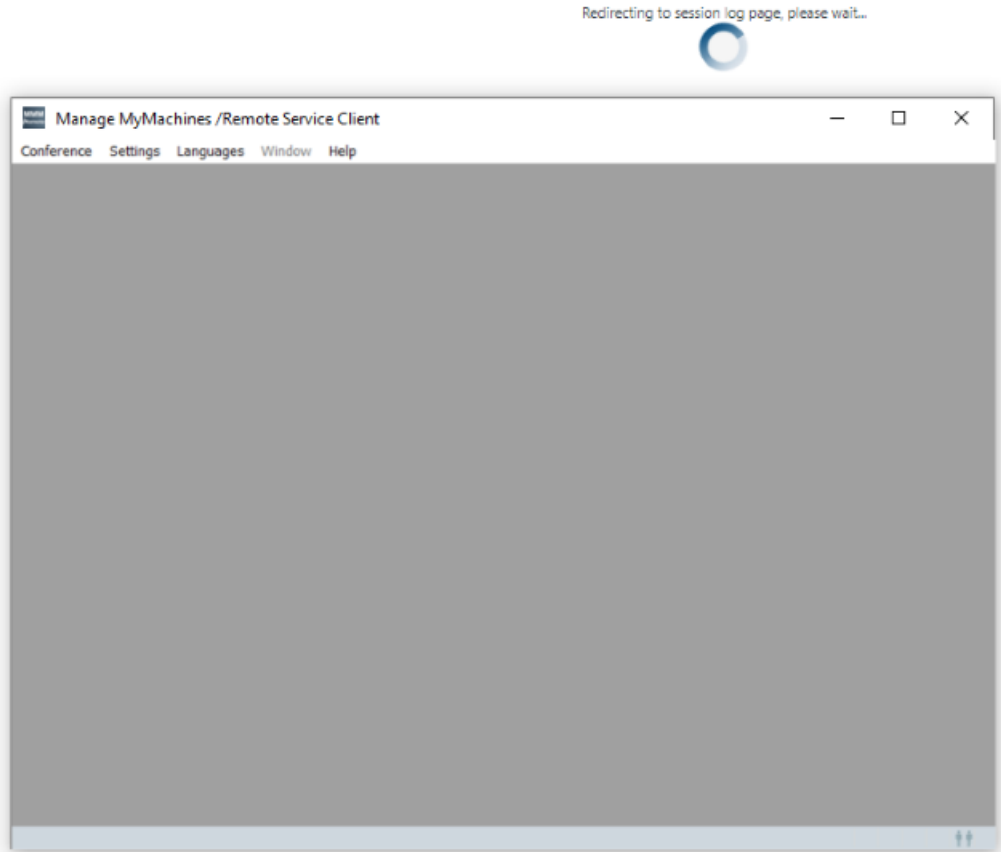 Redirecting to session log page, please wait...
Manage MyMachines /Remote Service Client
Conference Settings Languages Window Help